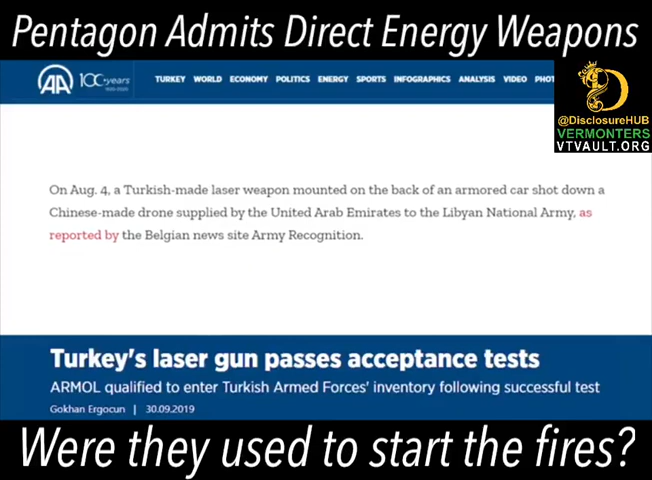 Pentagon Admits Direct Energy Weapons
AA 100 years
TURKEY WORLD ECONOMY POLITICS ENERGY SPORTS INFOGRAPHICS ANALYSIS VIDEO PHOT
@DisclosureHUB
VERMONTERS
VTVAULT.ORG
On Aug. 4, a Turkish-made laser weapon mounted on the back of an armored car shot down a
Chinese-made drone supplied by the United Arab Emirates to the Libyan National Army, as
reported by the Belgian news site Army Recognition.
Turkey's laser gun passes acceptance tests
ARMOL qualified to enter Turkish Armed Forces' inventory following successful test
Gokhan Ergocun | 30.09.2019
Were they used to start the fires?